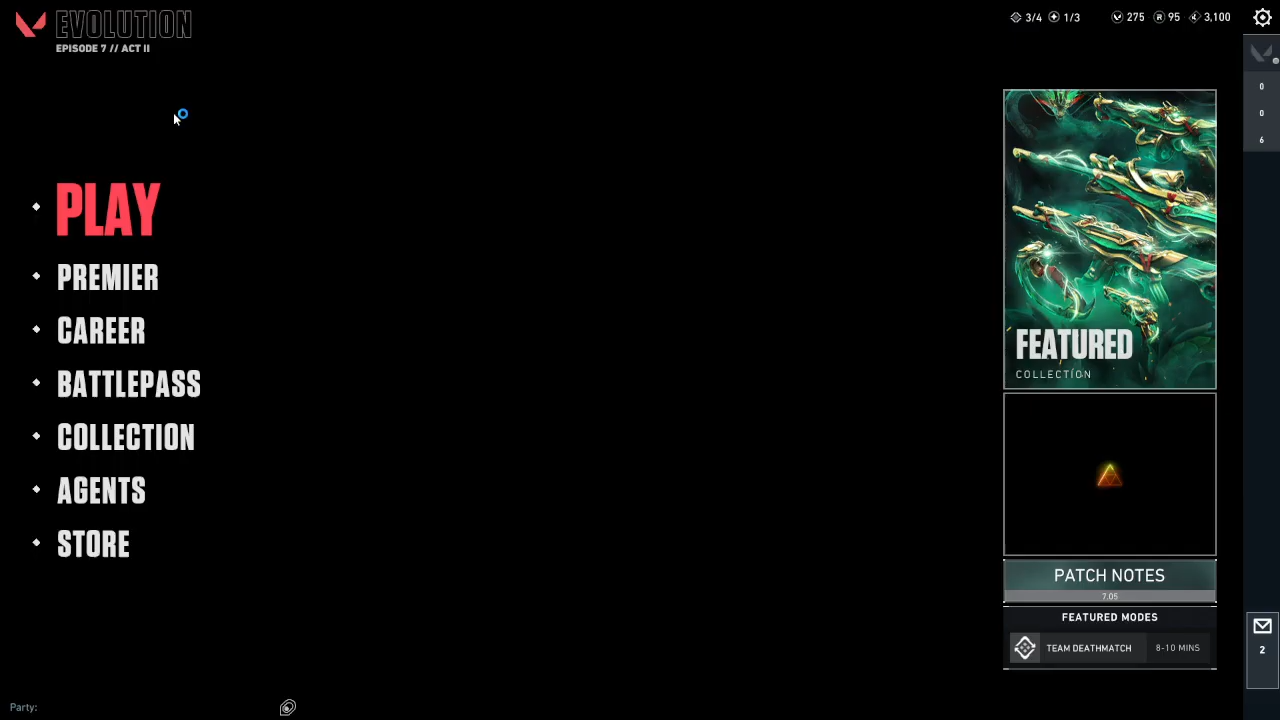 EVOLUTION
EPISODE 7 // ACT II
3/4 1/3 275 95 3,100
PLAY
PREMIER
CAREER
BATTLEPASS
COLLECTION
AGENTS
STORE
FEATURED
COLLECTION
PATCH NOTES
7.05
FEATURED MODES
TEAM DEATHMATCH 8-10 MINS
0
0
6
2
Party: